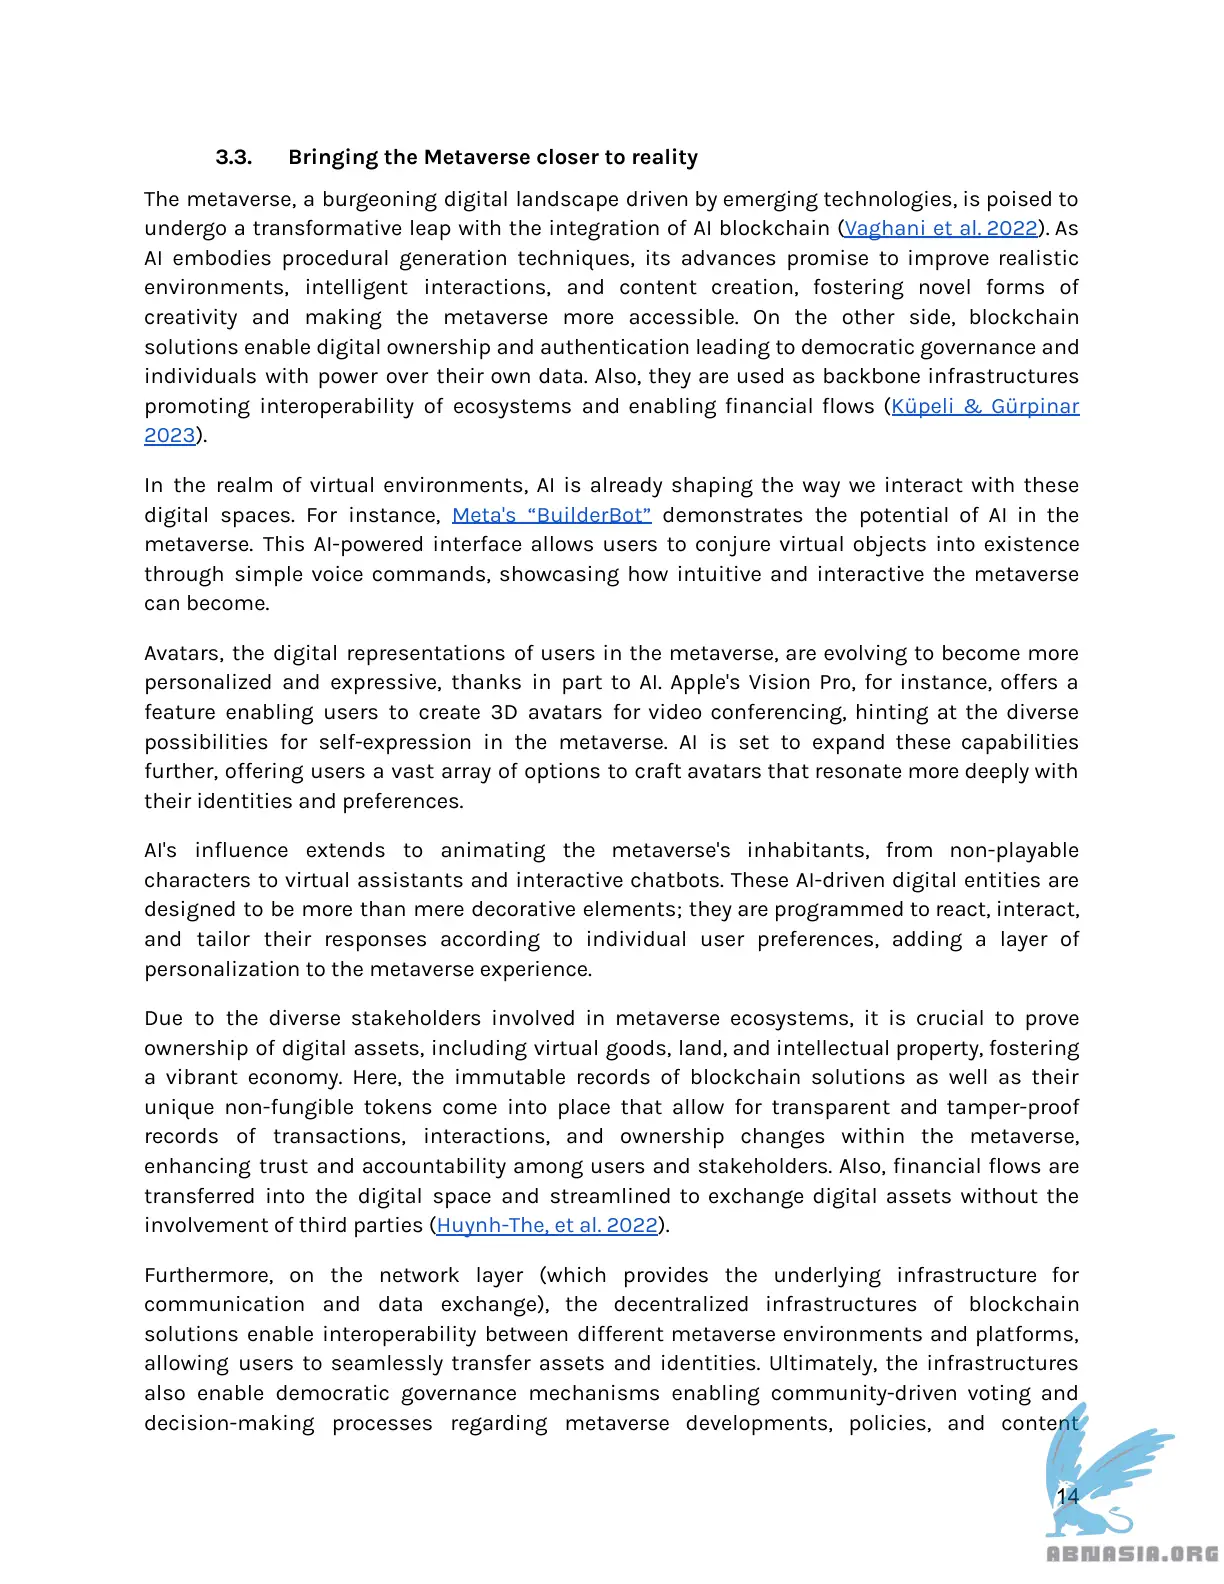 3.3. Bringing the Metaverse closer to reality
The metaverse, a burgeoning digital landscape driven by emerging technologies, is poised to
undergo a transformative leap with the integration of AI blockchain (Vaghani et al. 2022). As
AI embodies procedural generation techniques, its advances promise to improve realistic
environments, intelligent interactions, and content creation, fostering novel forms of
creativity and making the metaverse more accessible. On the other side, blockchain
solutions enable digital ownership and authentication leading to democratic governance and
individuals with power over their own data. Also, they are used as backbone infrastructures
promoting interoperability of ecosystems and enabling financial flows (Küpeli & Gürpinar
2023).
In the realm of virtual environments, AI is already shaping the way we interact with these
digital spaces. For instance, Meta's “BuilderBot” demonstrates the potential of AI in the
metaverse. This AI-powered interface allows users to conjure virtual objects into existence
through simple voice commands, showcasing how intuitive and interactive the metaverse
can become.
Avatars, the digital representations of users in the metaverse, are evolving to become more
personalized and expressive, thanks in part to AI. Apple's Vision Pro, for instance, offers a
feature enabling users to create 3D avatars for video conferencing, hinting at the diverse
possibilities for self-expression in the metaverse. AI is set to expand these capabilities
further, offering users a vast array of options to craft avatars that resonate more deeply with
their identities and preferences.
AI's influence extends to animating the metaverse's inhabitants, from non-playable
characters to virtual assistants and interactive chatbots. These AI-driven digital entities are
designed to be more than mere decorative elements; they are programmed to react, interact,
and tailor their responses according to individual user preferences, adding a layer of
personalization to the metaverse experience.
Due to the diverse stakeholders involved in metaverse ecosystems, it is crucial to prove
ownership of digital assets, including virtual goods, land, and intellectual property, fostering
a vibrant economy. Here, the immutable records of blockchain solutions as well as their
unique non-fungible tokens come into place that allow for transparent and tamper-proof
records of transactions, interactions, and ownership changes within the metaverse,
enhancing trust and accountability among users and stakeholders. Also, financial flows are
transferred into the digital space and streamlined to exchange digital assets without the
involvement of third parties (Huynh-The, et al. 2022).
Furthermore, on the network layer (which provides the underlying infrastructure for
communication and data exchange), the decentralized infrastructures of blockchain
solutions enable interoperability between different metaverse environments and platforms,
allowing users to seamlessly transfer assets and identities. Ultimately, the infrastructures
also enable democratic governance mechanisms enabling community-driven voting and
decision-making processes regarding metaverse developments, policies, and content
14
ABNASIA.ORG